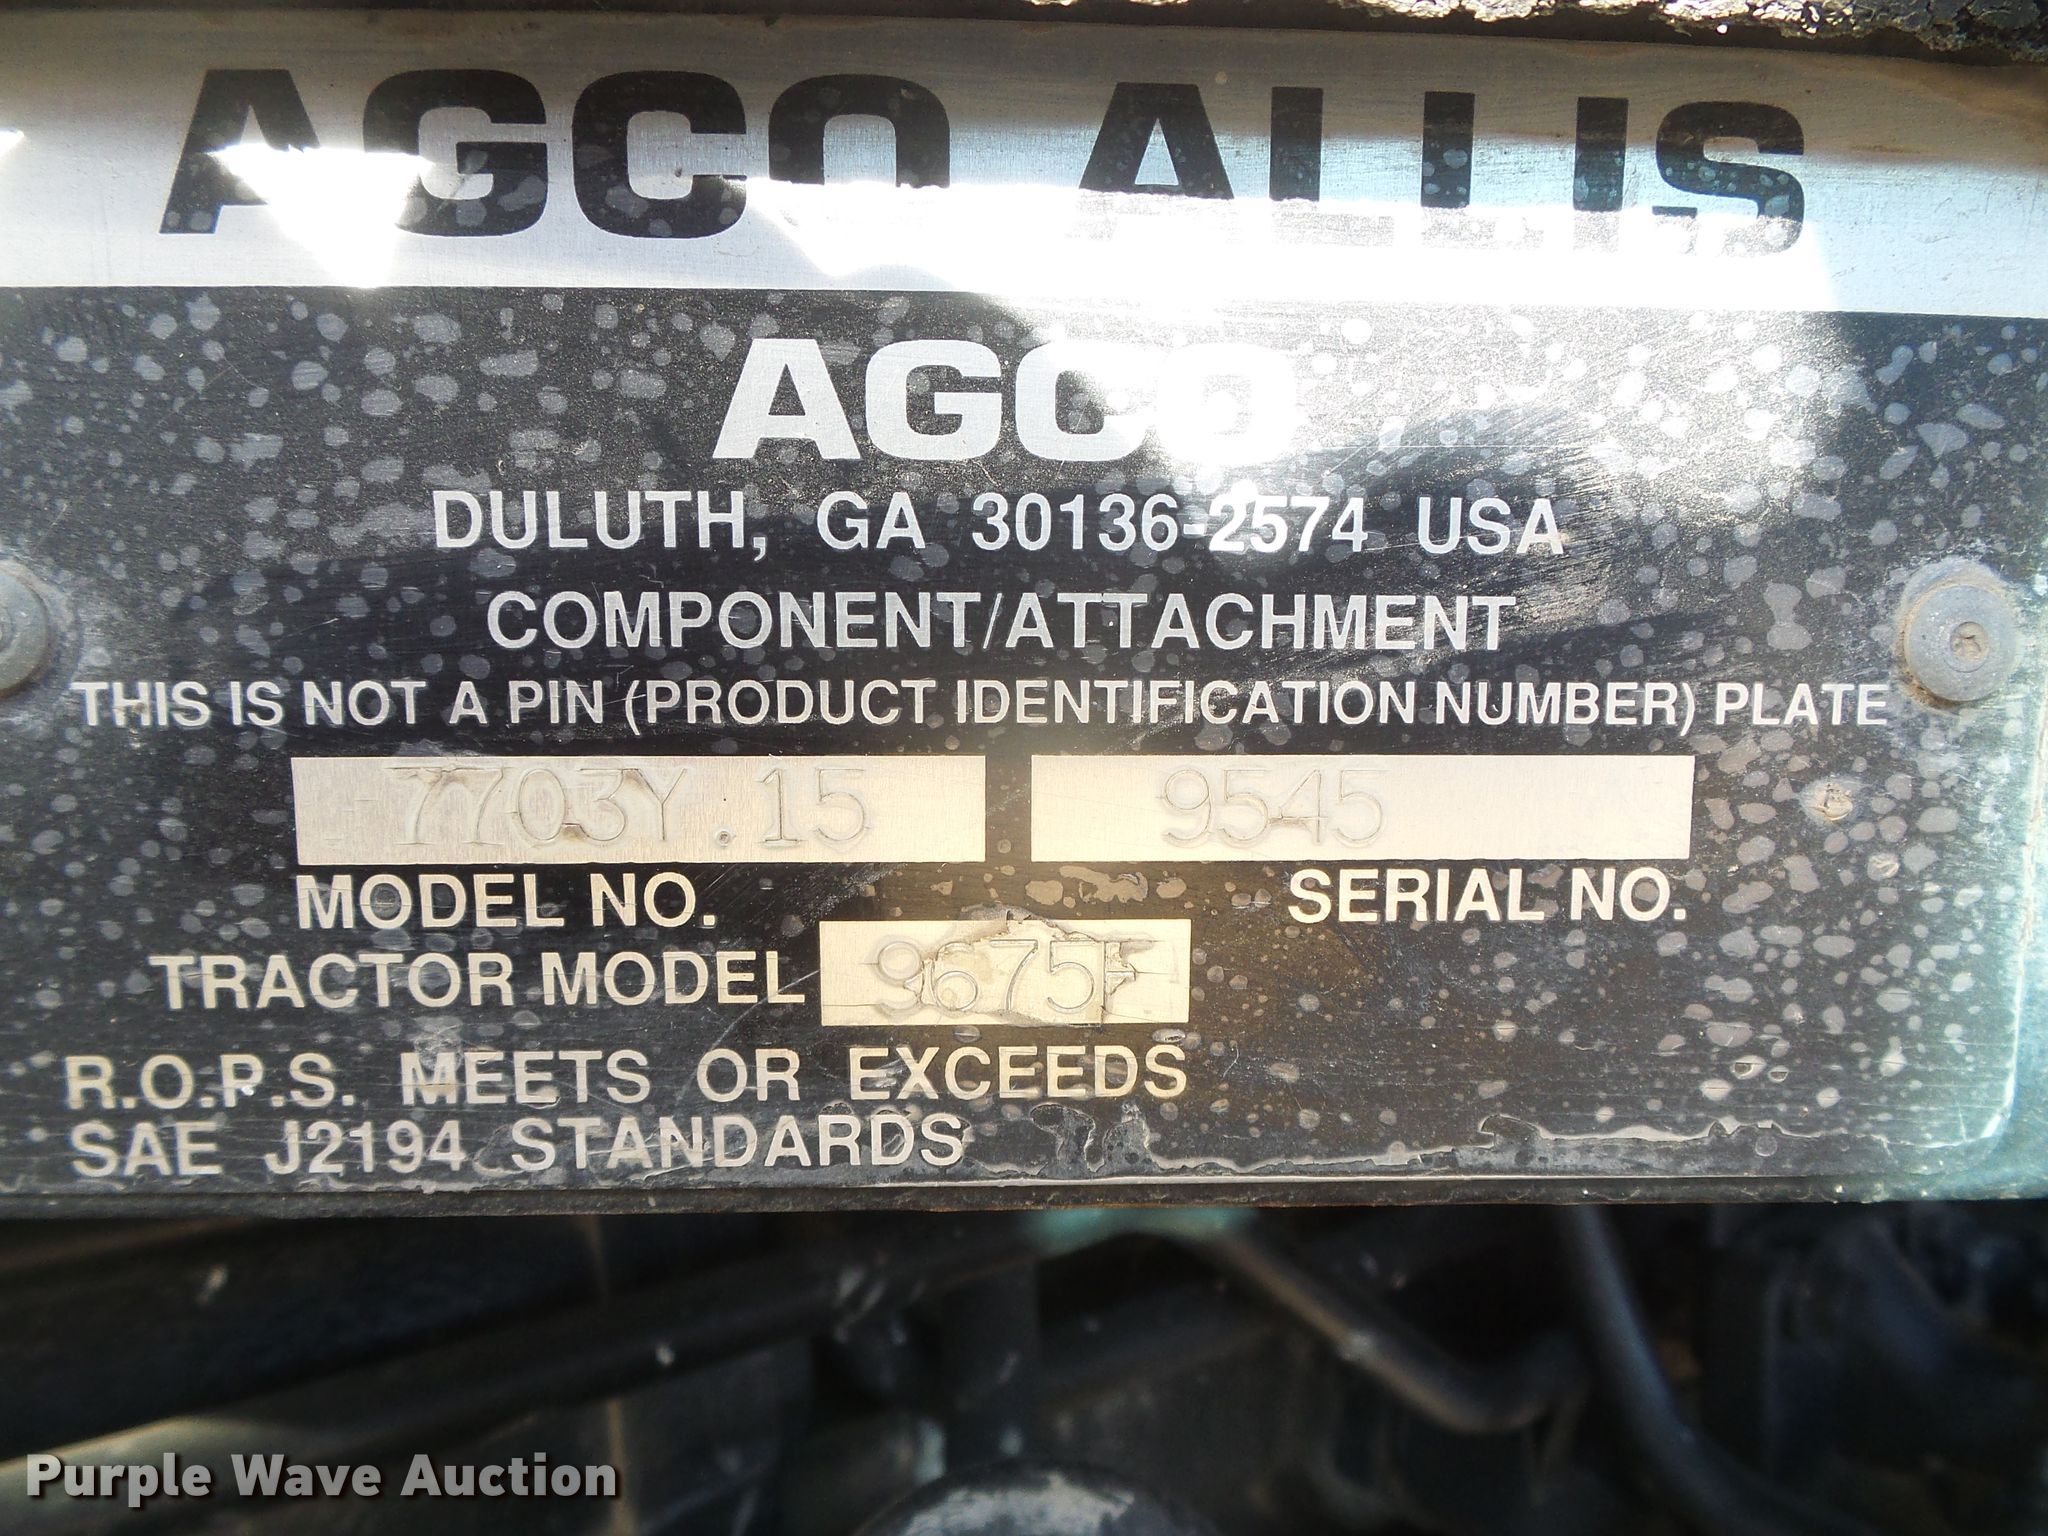 AGCO ALLIS
AGCO
DULUTH, GA 30136-2574 USA
COMPONENT/ATTACHMENT
THIS IS NOT A PIN (PRODUCT IDENTIFICATION NUMBER) PLATE
7703Y.15 9545
MODEL NO. SERIAL NO.
TRACTOR MODEL 9675F
R.O.P.S. MEETS OR EXCEEDS
SAE J2194 STANDARDS
Purple Wave Auction